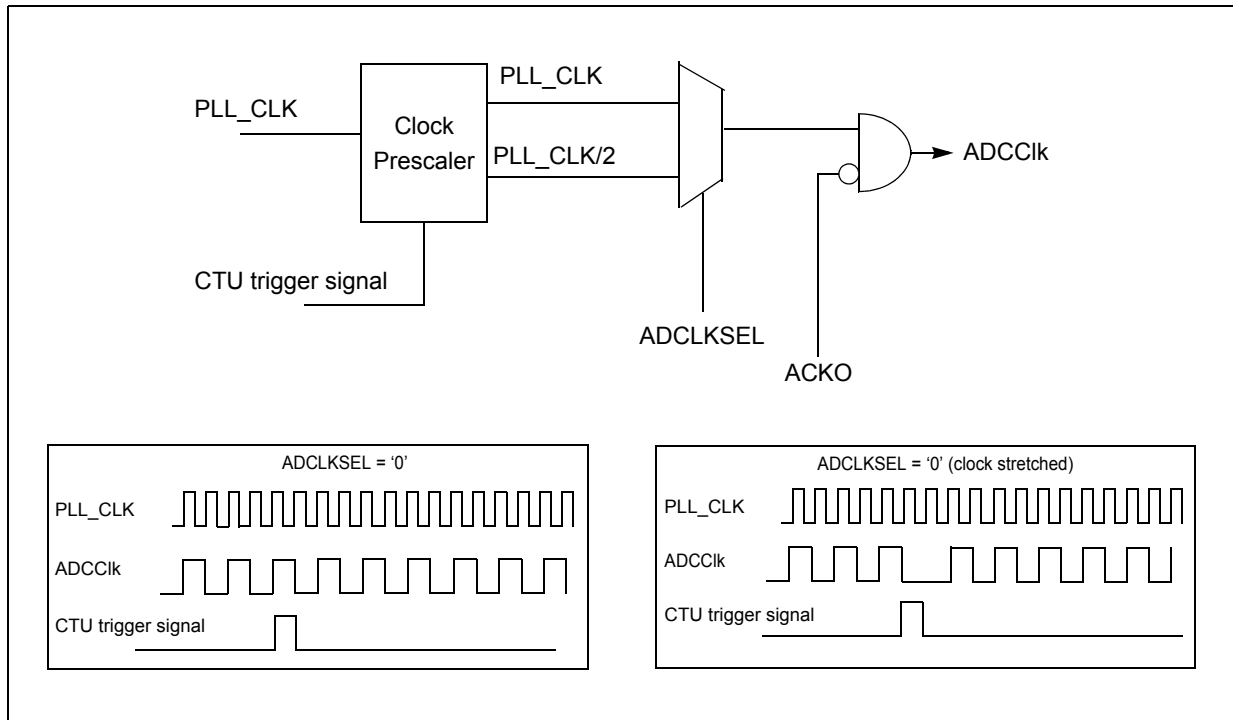 PLL_CLK
Clock
Prescaler
PLL_CLK
PLL_CLK/2
ADCClk
CTU trigger signal
ADCLKSEL
ACKO
ADCLKSEL = ‘0’
PLL_CLK
ADCClk
CTU trigger signal
ADCLKSEL = ‘0’ (clock stretched)
PLL_CLK
ADCClk
CTU trigger signal